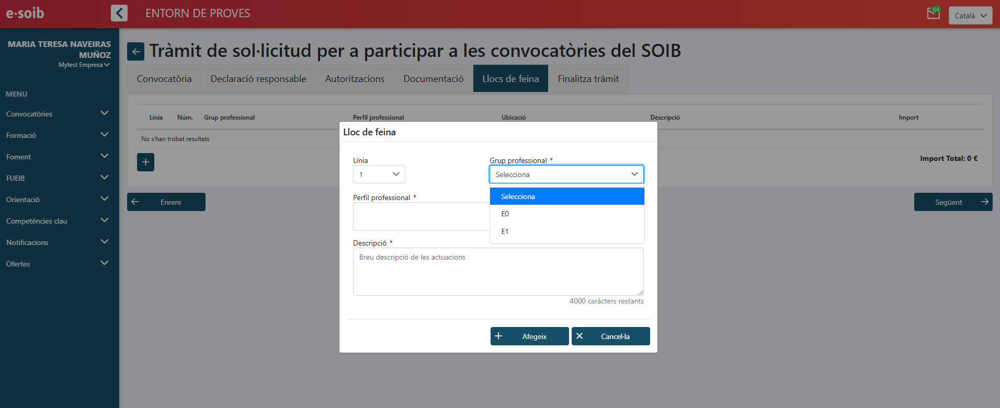 e·soib
ENTORN DE PROVES
64
Català
MARIA TERESA NAVEIRAS
MUÑOZ
Mytest Empresa
MENU
Convocatòries
Formació
Foment
FUEIB
Orientació
Competències clau
Notificacions
Ofertes
Tràmit de sol·licitud per a participar a les convocatòries del SOIB
Convocatòria
Declaració responsable
Autoritzacions
Documentació
Llocs de feina
Finalitza tràmit
Línia
Núm.
Grup professional
Perfil professional
Ubicació
Descripció
Import
No s'han trobat resultats
Import Total: 0 €
Enrere
Següent
Lloc de feina
Línia
1
Grup professional *
Selecciona
Selecciona
E0
E1
Perfil professional *
Descripció *
Breu descripció de les actuacions
4000 caràcters restants
Afegeix
Cancel·la